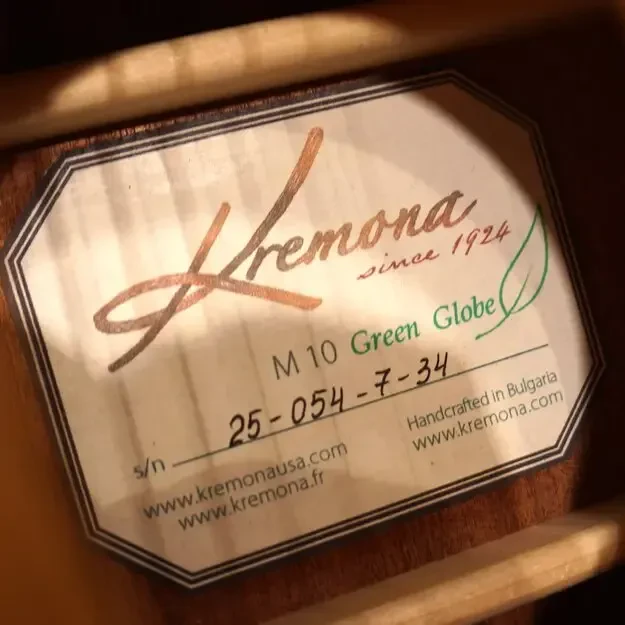 Kremona
since 1924
M 10 Green Globe
s/n 25-054-7-34
www.kremonausa.com
www.kremona.fr
Handcrafted in Bulgaria
www.kremona.com